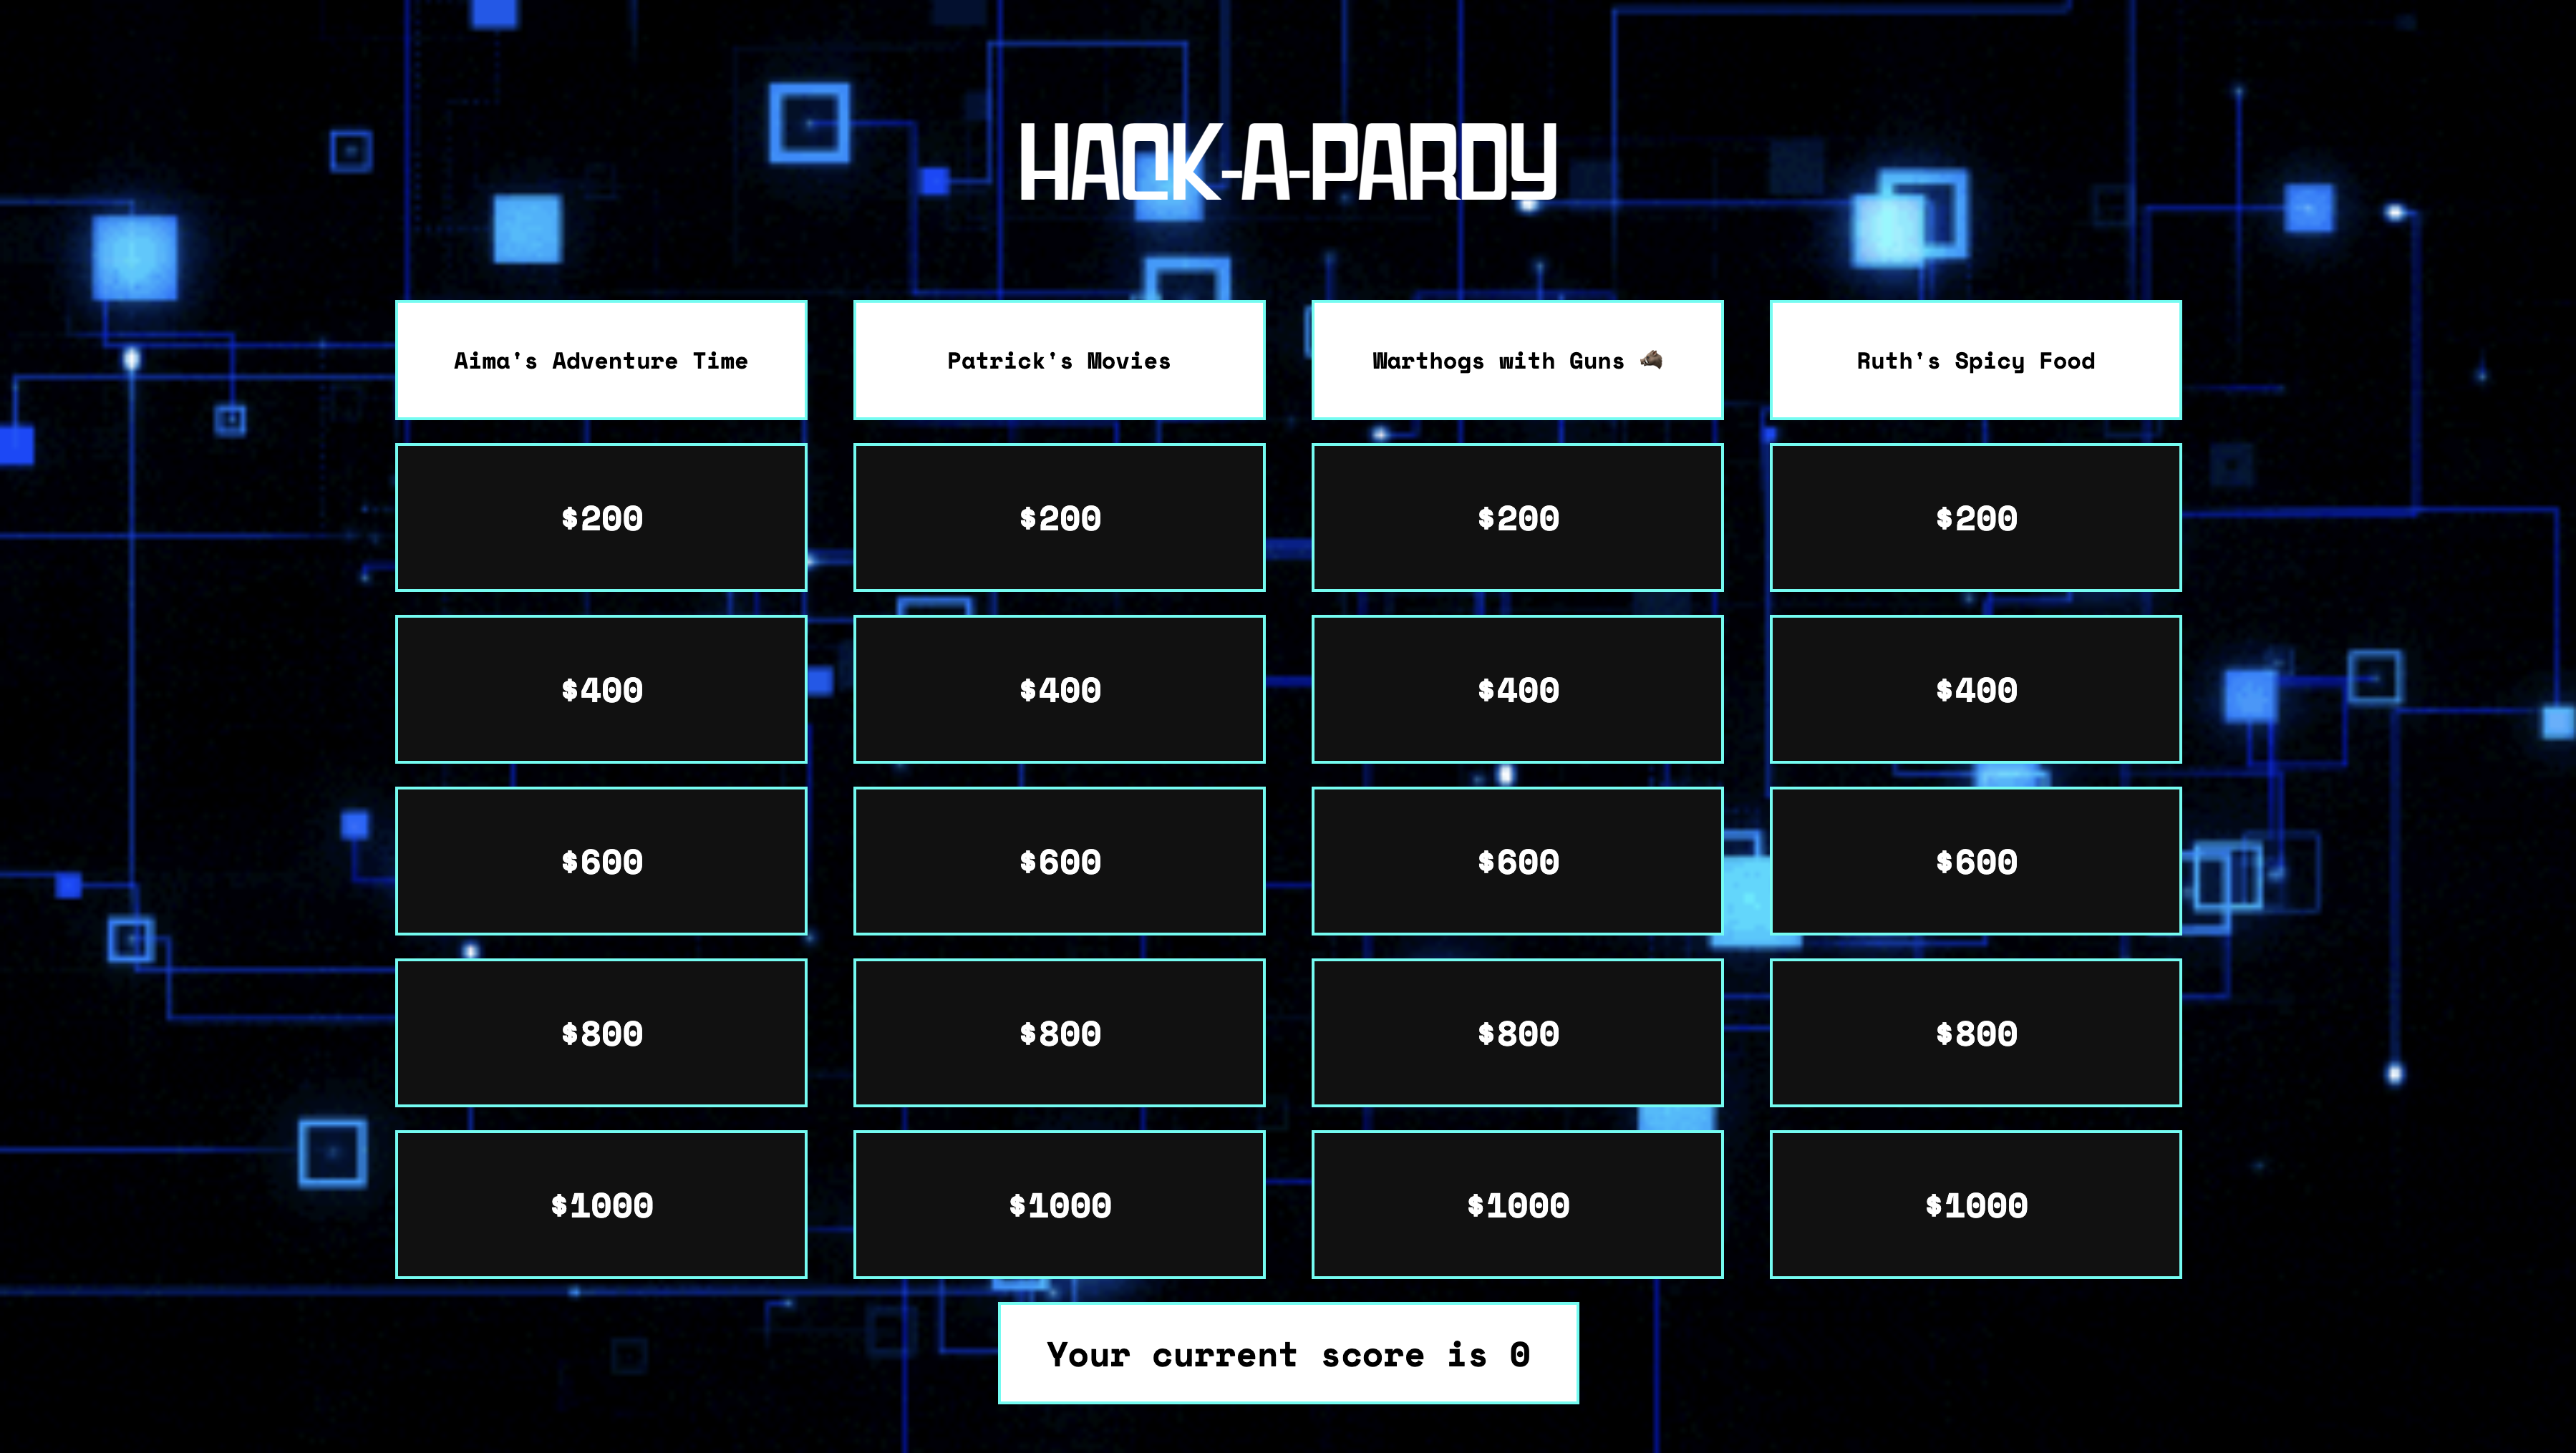 HACK-A-PARDY
Aima's Adventure Time Patrick's Movies Warthogs with Guns 🐗 Ruth's Spicy Food
$200 $200 $200 $200
$400 $400 $400 $400
$600 $600 $600 $600
$800 $800 $800 $800
$1000 $1000 $1000 $1000
Your current score is 0